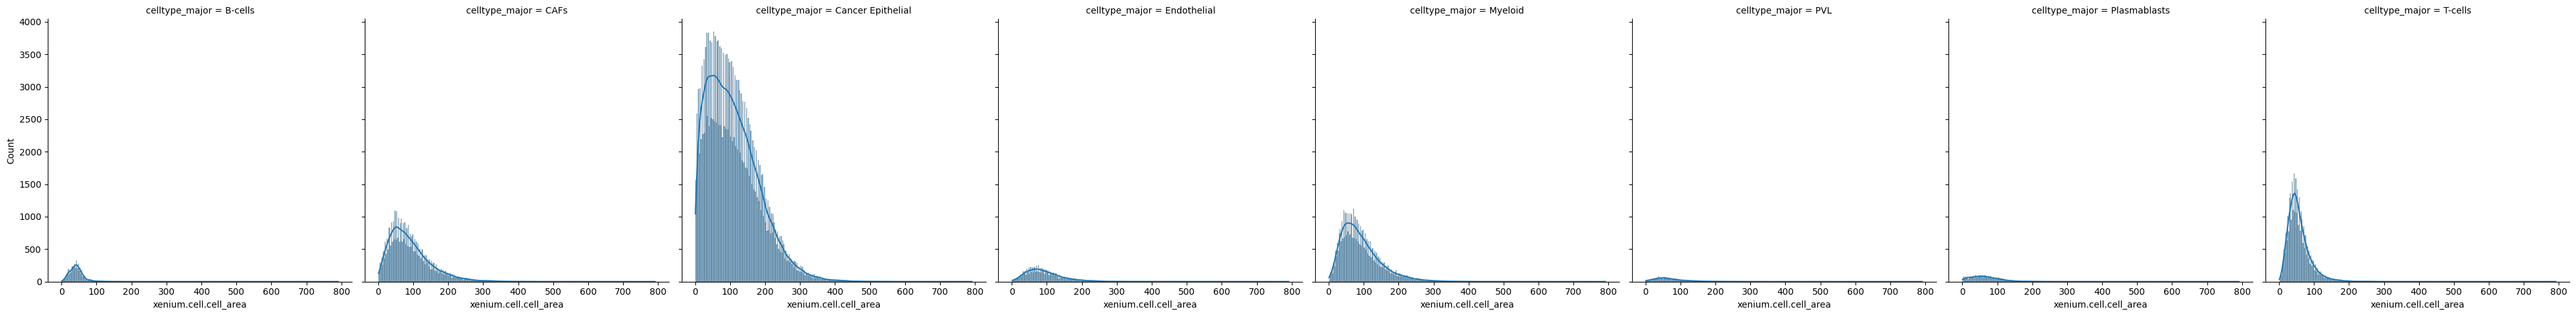 celltype_major = B-cells
celltype_major = CAFs
celltype_major = Cancer Epithelial
celltype_major = Endothelial
celltype_major = Myeloid
celltype_major = PVL
celltype_major = Plasmablasts
celltype_major = T-cells
4000
3500
3000
2500
2000
1500
1000
500
0
Count
0 100 200 300 400 500 600 700 800
0 100 200 300 400 500 600 700 800
0 100 200 300 400 500 600 700 800
0 100 200 300 400 500 600 700 800
0 100 200 300 400 500 600 700 800
0 100 200 300 400 500 600 700 800
0 100 200 300 400 500 600 700 800
0 100 200 300 400 500 600 700 800
xenium.cell.cell_area
xenium.cell.cell_area
xenium.cell.cell_area
xenium.cell.cell_area
xenium.cell.cell_area
xenium.cell.cell_area
xenium.cell.cell_area
xenium.cell.cell_area